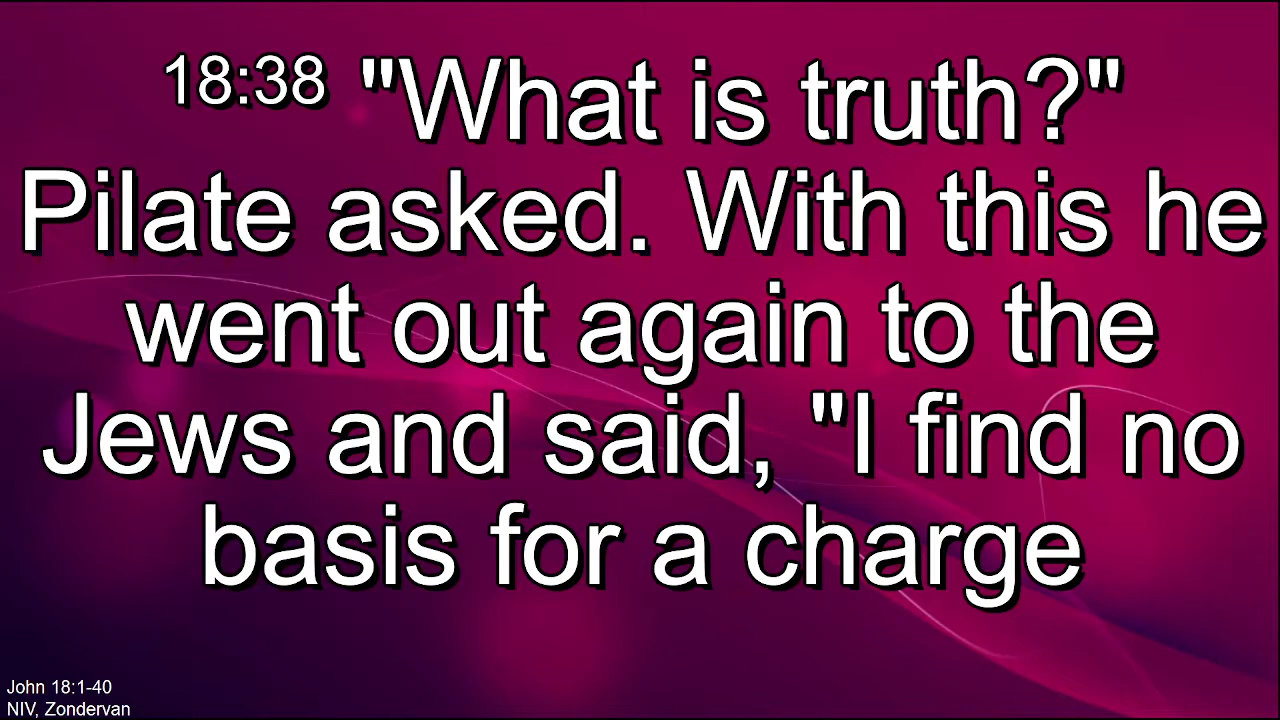 18:38 "What is truth?"
Pilate asked. With this he
went out again to the
Jews and said, "I find no
basis for a charge
John 18:1-40
NIV, Zondervan